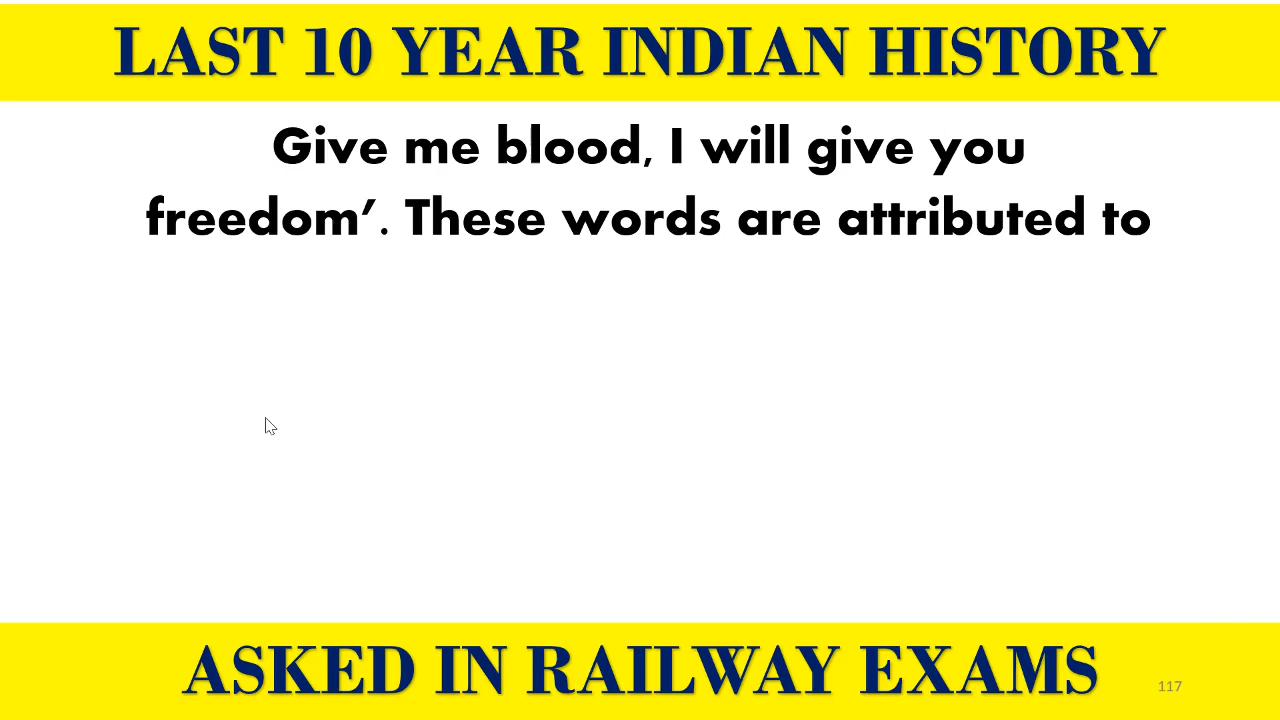 LAST 10 YEAR INDIAN HISTORY
Give me blood, I will give you
freedom’. These words are attributed to
ASKED IN RAILWAY EXAMS
117